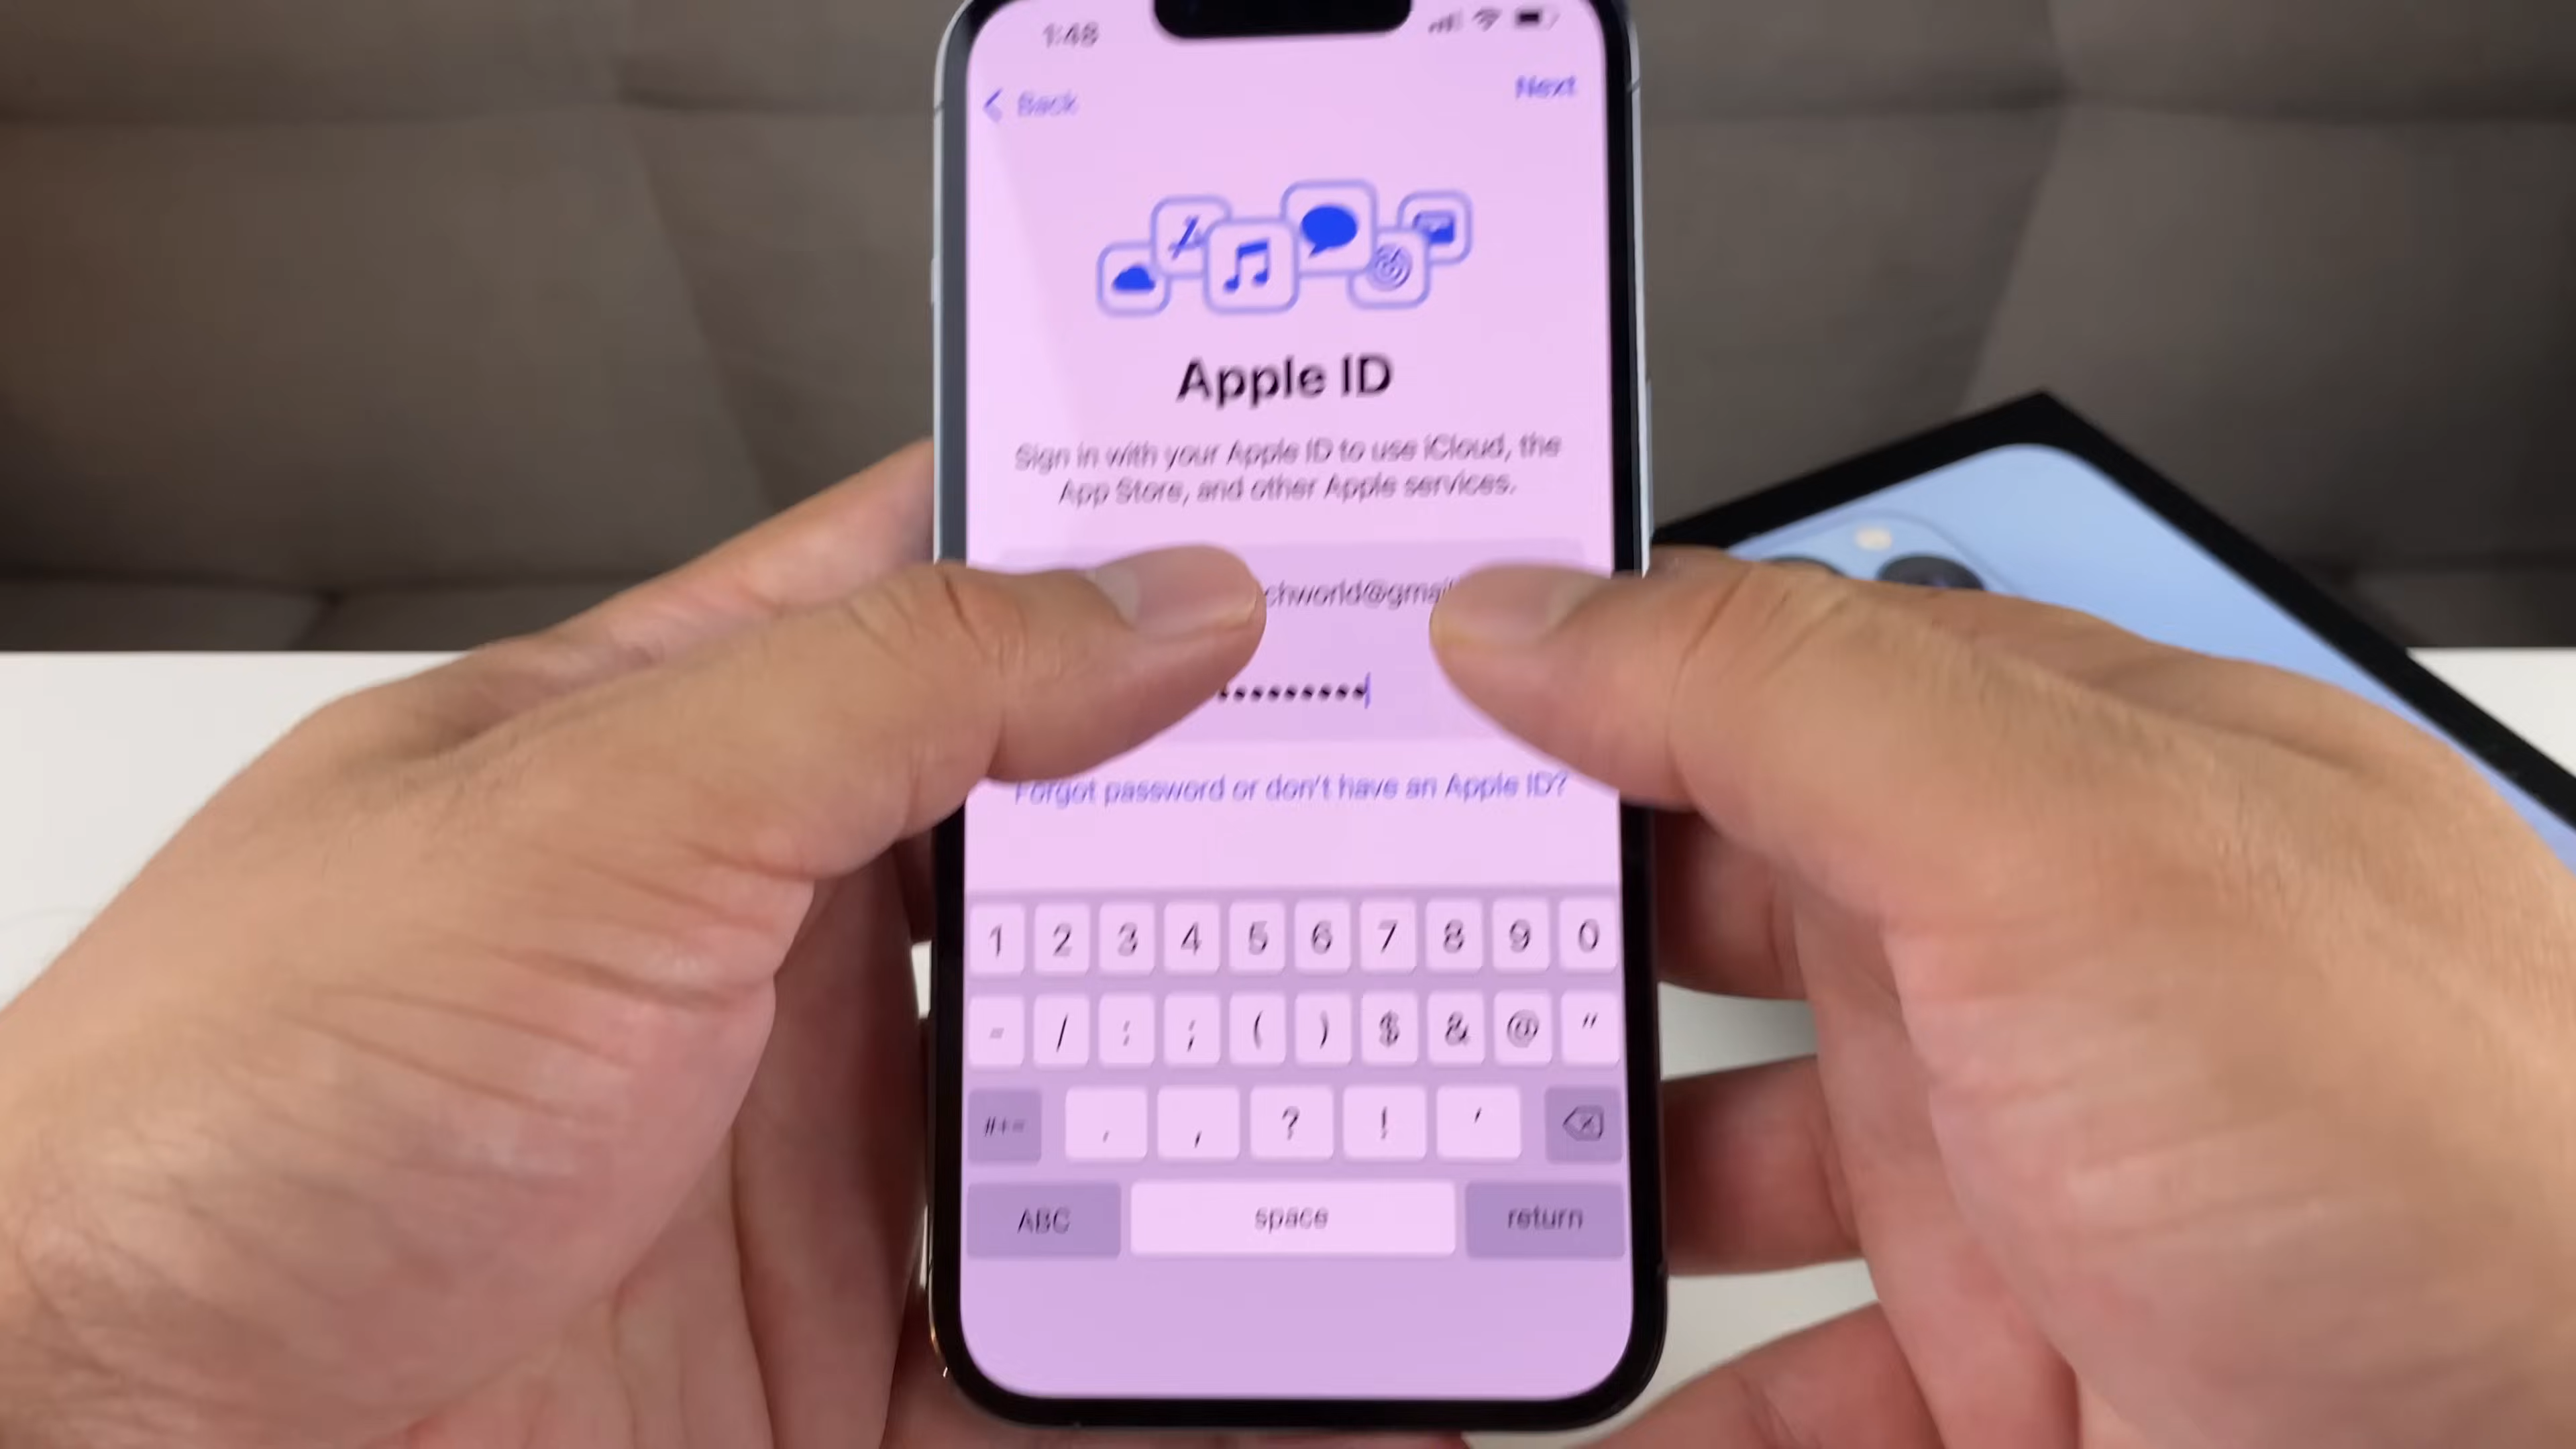 1:48
Back
Next
Apple ID
Sign in with your Apple ID to use iCloud, the
App Store, and other Apple services.
chworld@gmail
Forgot password or don't have an Apple ID?
1 2 3 4 5 6 7 8 9 0
- / : ; ( ) $ & @ "
#+= . , ? ! '
ABC space return